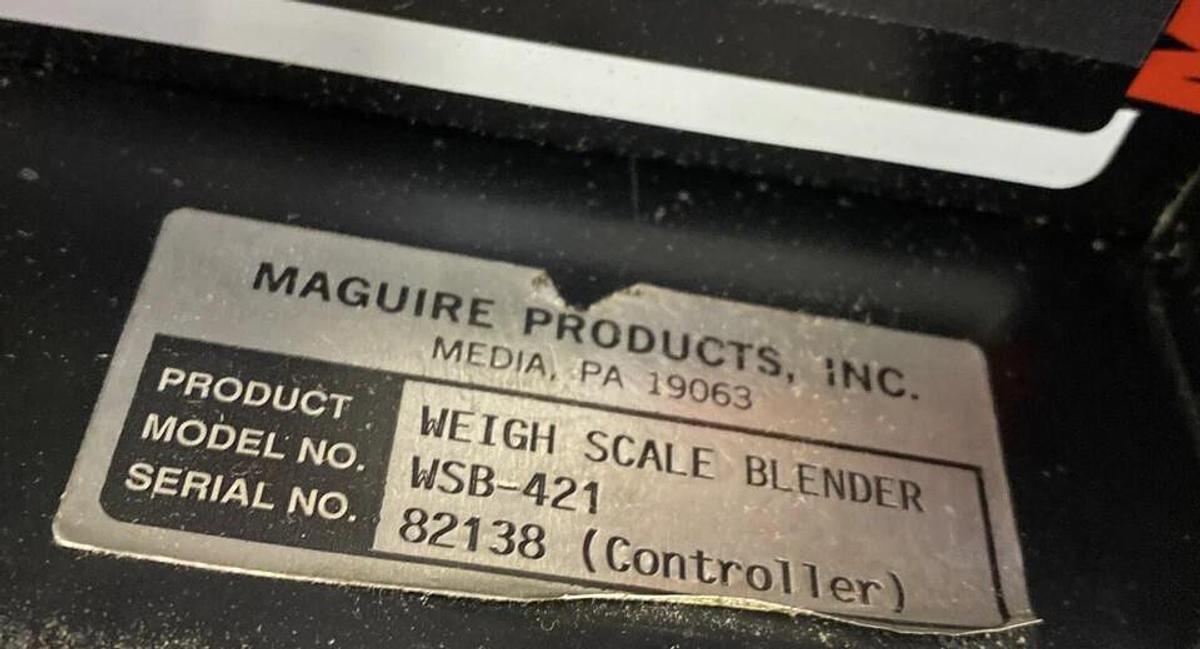 MAGUIRE PRODUCTS, INC.
MEDIA, PA 19063
PRODUCT WEIGH SCALE BLENDER
MODEL NO. WSB-421
SERIAL NO. 82138 (Controller)